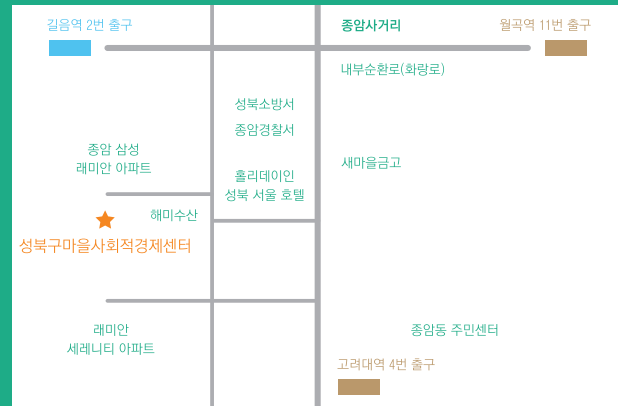 길음역 2번 출구
종암사거리
월곡역 11번 출구
내부순환로(화랑로)
성북소방서
종암경찰서
종암 삼성
래미안 아파트
새마을금고
홀리데이인
성북 서울 호텔
해미수산
성북구마을사회적경제센터
래미안
세레니티 아파트
종암동 주민센터
고려대역 4번 출구